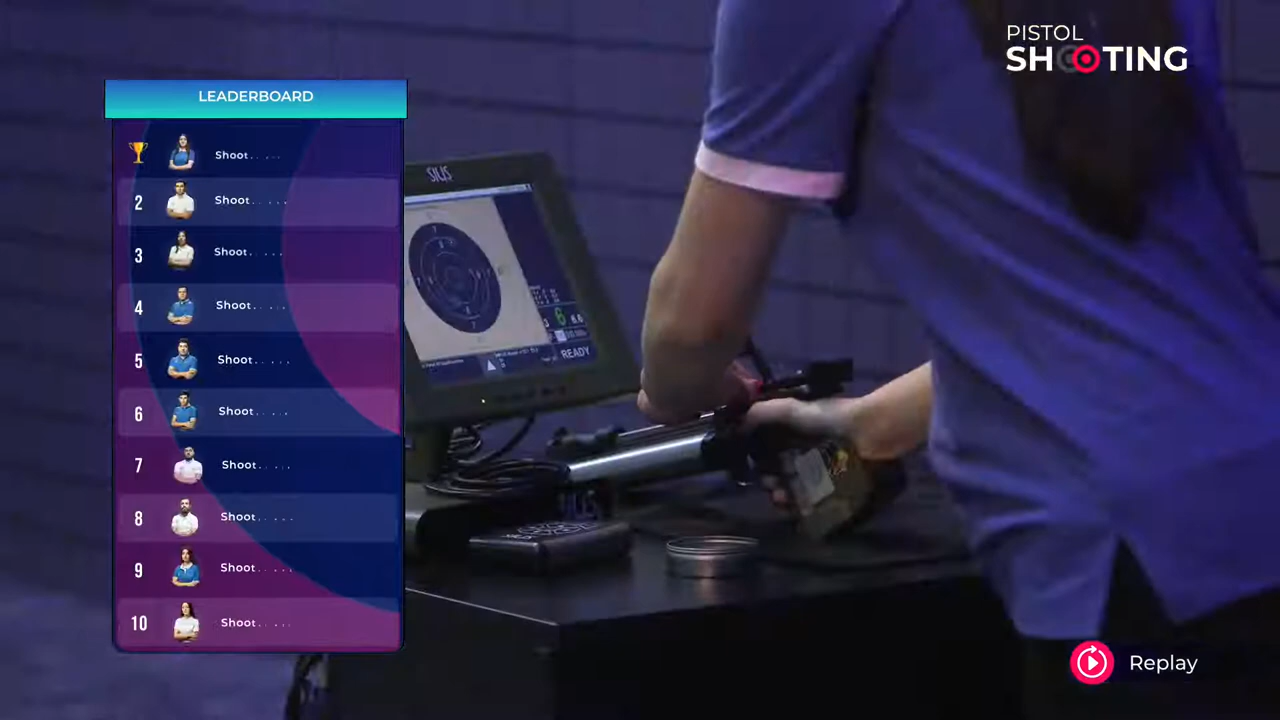 PISTOL
SHOOTING
LEADERBOARD
Shoot. . . . .
2 Shoot. . . . .
3 Shoot. . . . .
4 Shoot. . . . .
5 Shoot. . . . .
6 Shoot. . . . .
7 Shoot. . . . .
8 Shoot. . . . .
9 Shoot. . . . .
10 Shoot. . . . .
SIUS
6
READY
Replay